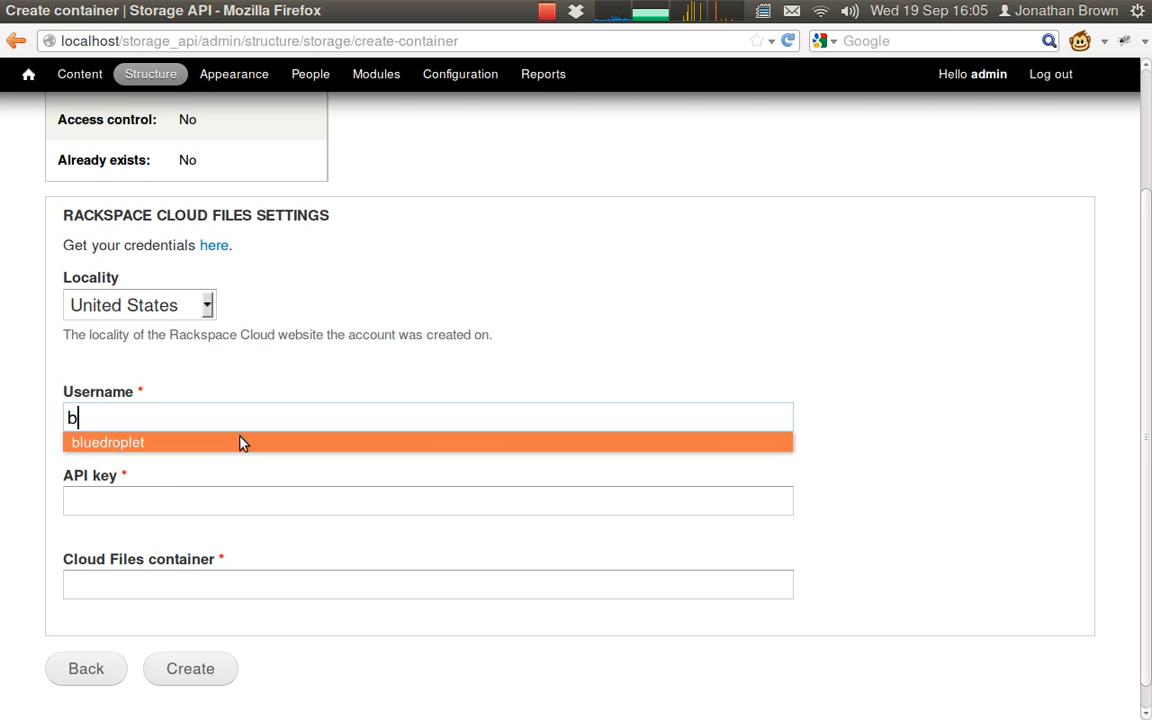 Create container | Storage API - Mozilla Firefox
Wed 19 Sep 16:05
Jonathan Brown
localhost/storage_api/admin/structure/storage/create-container
Google
Content Structure Appearance People Modules Configuration Reports
Hello admin Log out
Access control: No
Already exists: No
RACKSPACE CLOUD FILES SETTINGS
Get your credentials here.
Locality
United States
The locality of the Rackspace Cloud website the account was created on.
Username *
b
bluedroplet
API key *
Cloud Files container *
Back Create